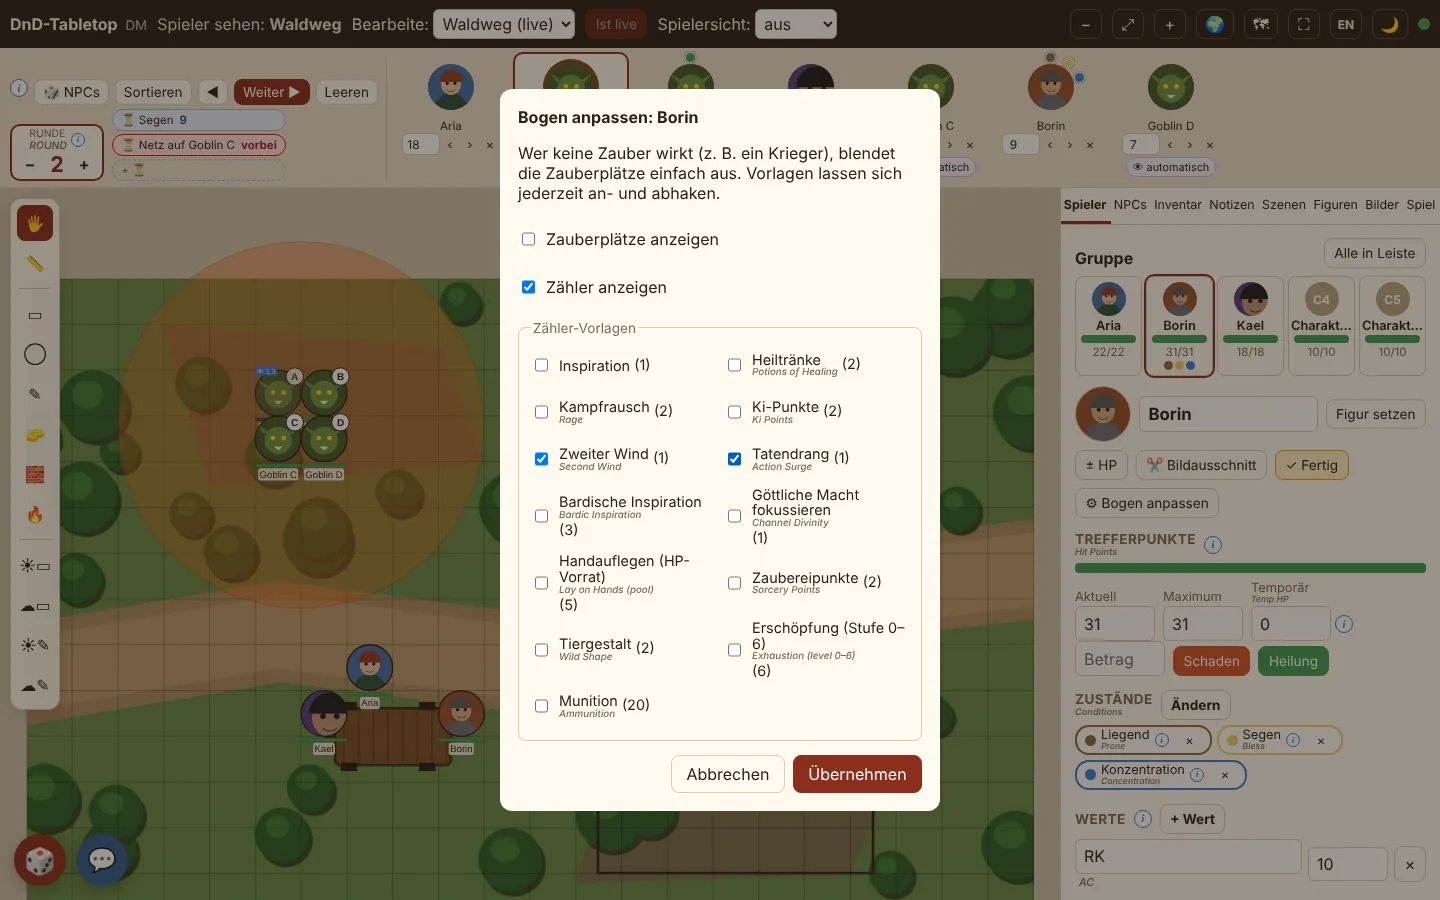 DnD-Tabletop DM Spieler sehen: Waldweg Bearbeite: Waldweg (live) Ist live Spielersicht: aus − + EN
NPCs Sortieren Weiter Leeren
RUNDE
ROUND
− 2 +
Segen 9
Netz auf Goblin C vorbei
+
Aria
18
C
atisch
Borin
9
Goblin D
7
automatisch
Bogen anpassen: Borin
Wer keine Zauber wirkt (z. B. ein Krieger), blendet
die Zauberplätze einfach aus. Vorlagen lassen sich
jederzeit an- und abhaken.
Zauberplätze anzeigen
Zähler anzeigen
Zähler-Vorlagen
Inspiration (1)
Heiltränke (2)
Potions of Healing
Kampfrausch (2)
Rage
Ki-Punkte (2)
Ki Points
Zweiter Wind (1)
Second Wind
Tatendrang (1)
Action Surge
Bardische Inspiration
Bardic Inspiration
(3)
Göttliche Macht
fokussieren
Channel Divinity
(1)
Handauflegen (HP-
Vorrat)
Lay on Hands (pool)
(5)
Zaubereipunkte (2)
Sorcery Points
Tiergestalt (2)
Wild Shape
Erschöpfung (Stufe 0–
6)
Exhaustion (level 0–6)
(6)
Munition (20)
Ammunition
Abbrechen Übernehmen
A B
C D
Goblin C Goblin D
Aria
Kael
Borin
Spieler NPCs Inventar Notizen Szenen Figuren Bilder Spiel
Gruppe Alle in Leiste
C4 C5
Aria Borin Kael Charakt... Charakt...
22/22 31/31 18/18 10/10 10/10
Borin Figur setzen
± HP Bildausschnitt ✓ Fertig
Bogen anpassen
TREFFERPUNKTE
Hit Points
Aktuell Maximum Temporär
Temp HP
31 31 0
Betrag Schaden Heilung
ZUSTÄNDE Ändern
Conditions
Liegend ×
Prone
Segen ×
Bless
Konzentration ×
Concentration
WERTE + Wert
RK 10 ×
AC